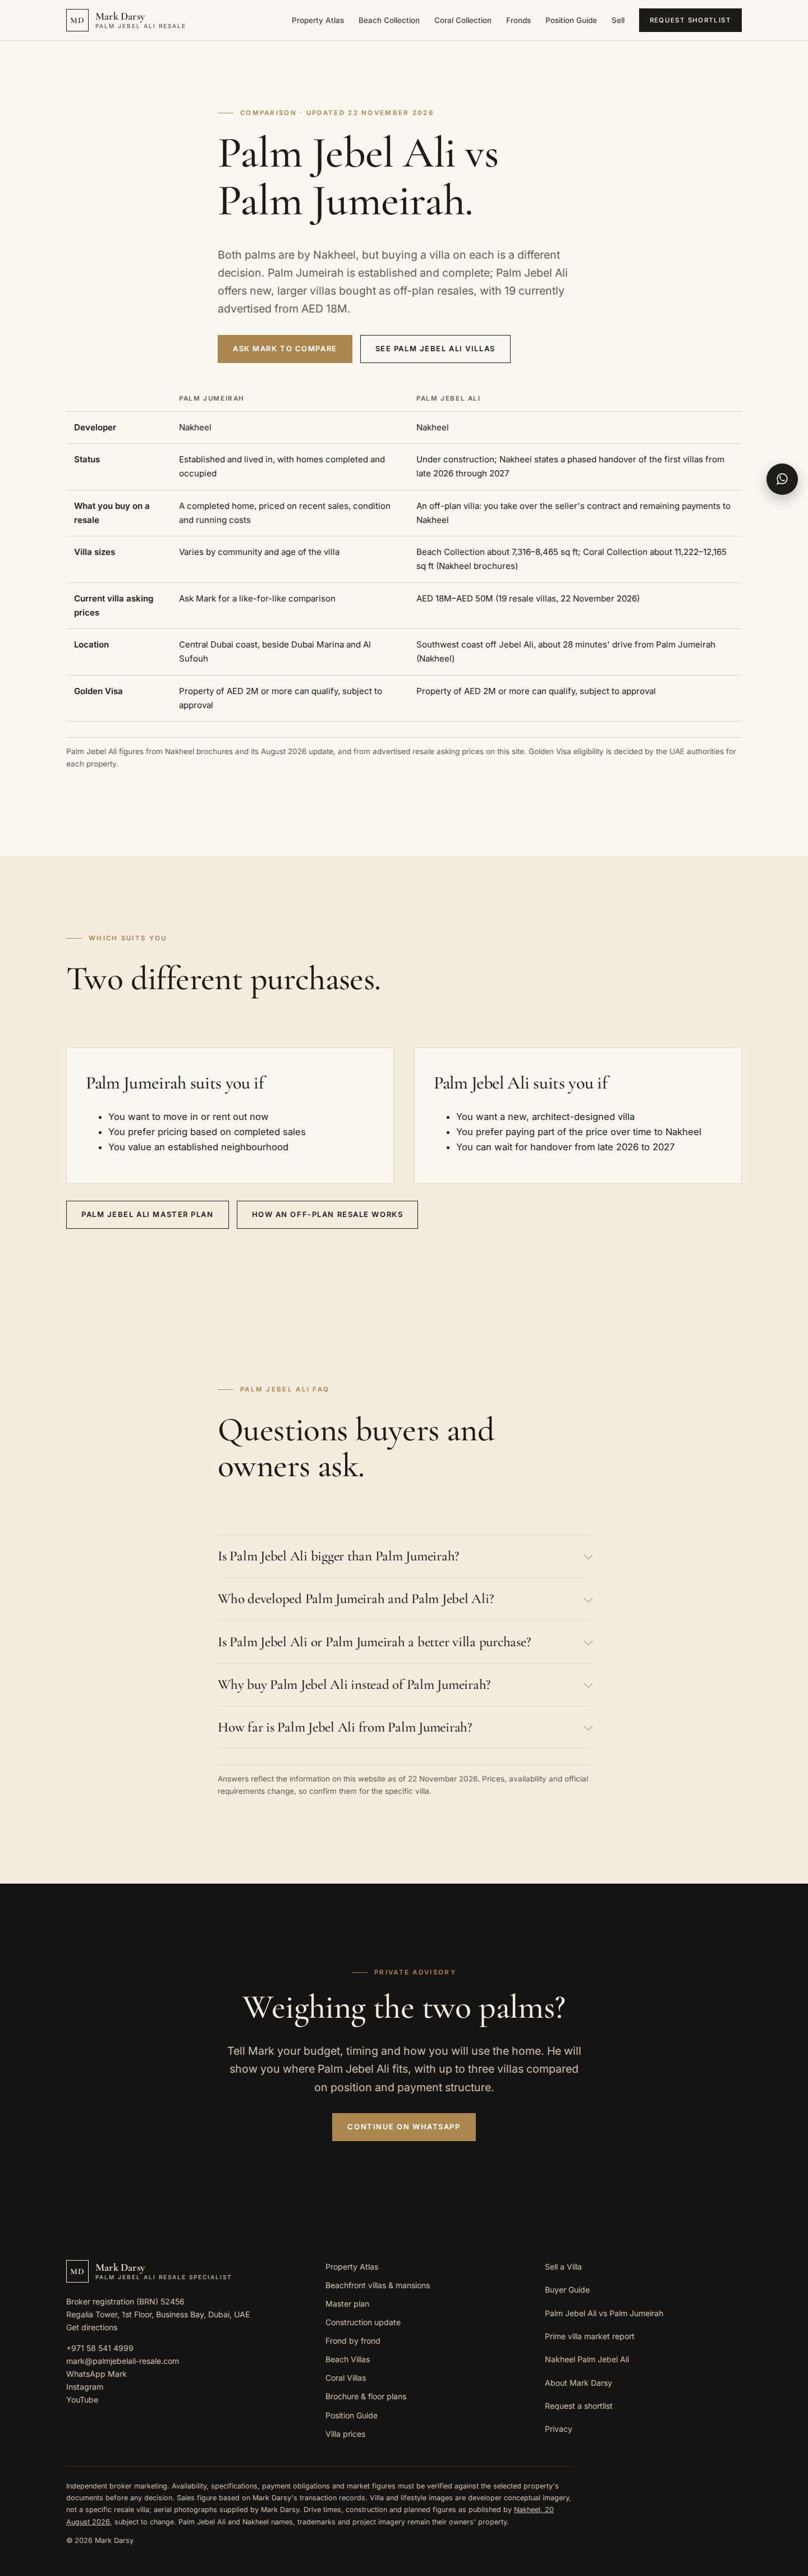 MD
Mark Darsy
PALM JEBEL ALI RESALE
Property Atlas
Beach Collection
Coral Collection
Fronds
Position Guide
Sell
REQUEST SHORTLIST
COMPARISON · UPDATED 22 NOVEMBER 2026
Palm Jebel Ali vs
Palm Jumeirah.
Both palms are by Nakheel, but buying a villa on each is a different
decision. Palm Jumeirah is established and complete; Palm Jebel Ali
offers new, larger villas bought as off-plan resales, with 19 currently
advertised from AED 18M.
ASK MARK TO COMPARE
SEE PALM JEBEL ALI VILLAS
PALM JUMEIRAH
PALM JEBEL ALI
Developer
Nakheel
Nakheel
Status
Established and lived in, with homes completed and
occupied
Under construction; Nakheel states a phased handover of the first villas from
late 2026 through 2027
What you buy on a
resale
A completed home, priced on recent sales, condition
and running costs
An off-plan villa: you take over the seller's contract and remaining payments to
Nakheel
Villa sizes
Varies by community and age of the villa
Beach Collection about 7,316–8,465 sq ft; Coral Collection about 11,222–12,165
sq ft (Nakheel brochures)
Current villa asking
prices
Ask Mark for a like-for-like comparison
AED 18M–AED 50M (19 resale villas, 22 November 2026)
Location
Central Dubai coast, beside Dubai Marina and Al
Sufouh
Southwest coast off Jebel Ali, about 28 minutes' drive from Palm Jumeirah
(Nakheel)
Golden Visa
Property of AED 2M or more can qualify, subject to
approval
Property of AED 2M or more can qualify, subject to approval
Palm Jebel Ali figures from Nakheel brochures and its August 2026 update, and from advertised resale asking prices on this site. Golden Visa eligibility is decided by the UAE authorities for
each property.
WHICH SUITS YOU
Two different purchases.
Palm Jumeirah suits you if
• You want to move in or rent out now
• You prefer pricing based on completed sales
• You value an established neighbourhood
Palm Jebel Ali suits you if
• You want a new, architect-designed villa
• You prefer paying part of the price over time to Nakheel
• You can wait for handover from late 2026 to 2027
PALM JEBEL ALI MASTER PLAN
HOW AN OFF-PLAN RESALE WORKS
PALM JEBEL ALI FAQ
Questions buyers and
owners ask.
Is Palm Jebel Ali bigger than Palm Jumeirah?
Who developed Palm Jumeirah and Palm Jebel Ali?
Is Palm Jebel Ali or Palm Jumeirah a better villa purchase?
Why buy Palm Jebel Ali instead of Palm Jumeirah?
How far is Palm Jebel Ali from Palm Jumeirah?
Answers reflect the information on this website as of 22 November 2026. Prices, availability and official
requirements change, so confirm them for the specific villa.
PRIVATE ADVISORY
Weighing the two palms?
Tell Mark your budget, timing and how you will use the home. He will
show you where Palm Jebel Ali fits, with up to three villas compared
on position and payment structure.
CONTINUE ON WHATSAPP
MD
Mark Darsy
PALM JEBEL ALI RESALE SPECIALIST
Broker registration (BRN) 52456
Regalia Tower, 1st Floor, Business Bay, Dubai, UAE
Get directions
+971 58 541 4999
mark@palmjebelali-resale.com
WhatsApp Mark
Instagram
YouTube
Property Atlas
Beachfront villas & mansions
Master plan
Construction update
Frond by frond
Beach Villas
Coral Villas
Brochure & floor plans
Position Guide
Villa prices
Sell a Villa
Buyer Guide
Palm Jebel Ali vs Palm Jumeirah
Prime villa market report
Nakheel Palm Jebel Ali
About Mark Darsy
Request a shortlist
Privacy
Independent broker marketing. Availability, specifications, payment obligations and market figures must be verified against the selected property's
documents before any decision. Sales figure based on Mark Darsy's transaction records. Villa and lifestyle images are developer conceptual imagery,
not a specific resale villa; aerial photographs supplied by Mark Darsy. Drive times, construction and planned figures as published by Nakheel, 20
August 2026, subject to change. Palm Jebel Ali and Nakheel names, trademarks and project imagery remain their owners' property.
© 2026 Mark Darsy